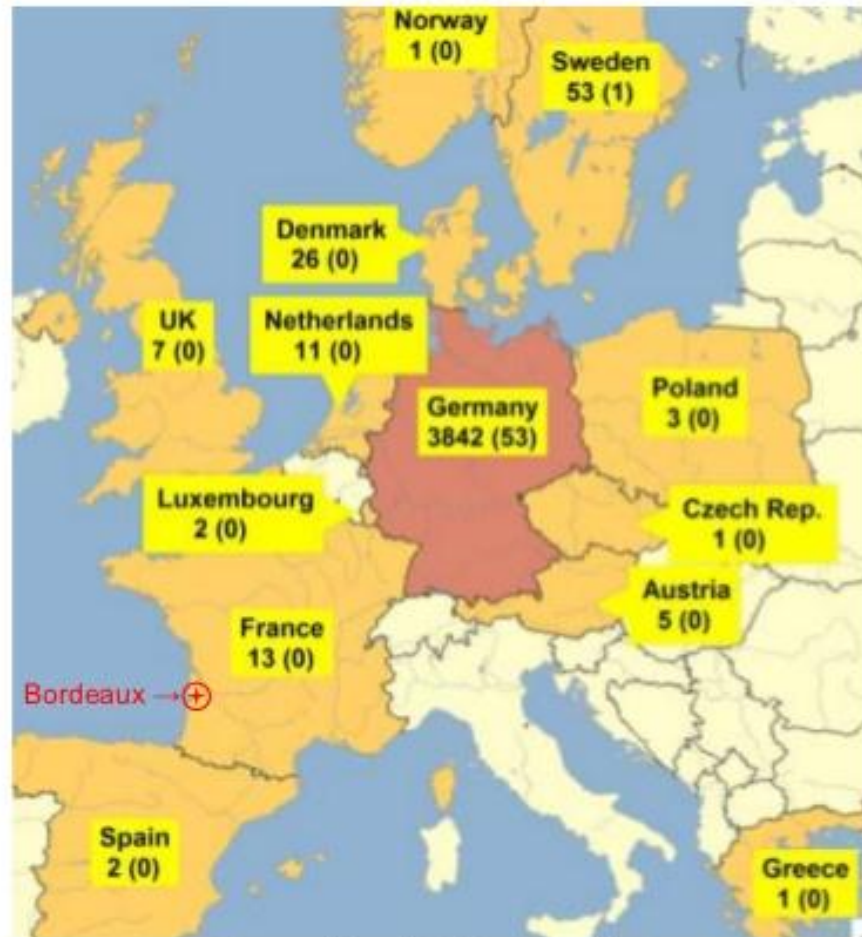 Norway
1 (0)
Sweden
53 (1)
Denmark
26 (0)
UK
7 (0)
Netherlands
11 (0)
Germany
3842 (53)
Poland
3 (0)
Luxembourg
2 (0)
Czech Rep.
1 (0)
Austria
5 (0)
France
13 (0)
Bordeaux →
Spain
2 (0)
Greece
1 (0)